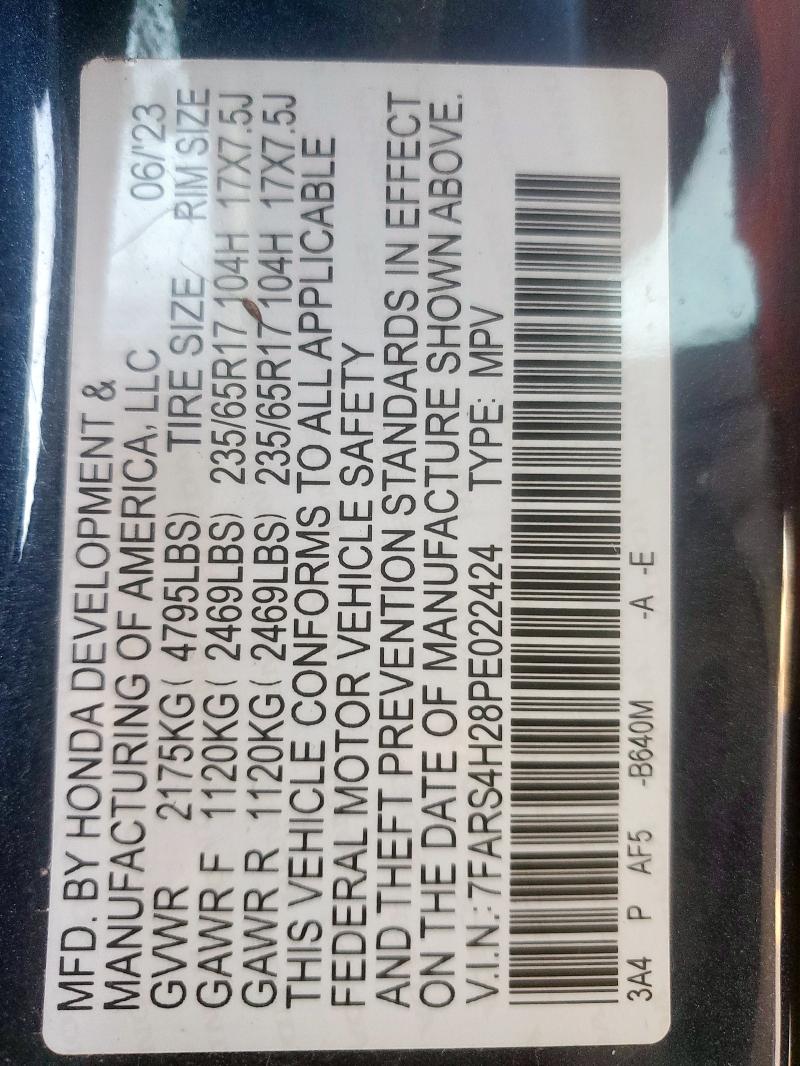 MFD. BY HONDA DEVELOPMENT &
MANUFACTURING OF AMERICA, LLC 06/'23
GVWR 2175KG( 4795LBS) TIRE SIZE RIM SIZE
GAWR F 1120KG( 2469LBS) 235/65R17 104H 17X7.5J
GAWR R 1120KG( 2469LBS) 235/65R17 104H 17X7.5J
THIS VEHICLE CONFORMS TO ALL APPLICABLE
FEDERAL MOTOR VEHICLE SAFETY
AND THEFT PREVENTION STANDARDS IN EFFECT
ON THE DATE OF MANUFACTURE SHOWN ABOVE.
V.I.N.: 7FARS4H28PE022424 TYPE: MPV
3A4 P AF5 -B640M -A -E